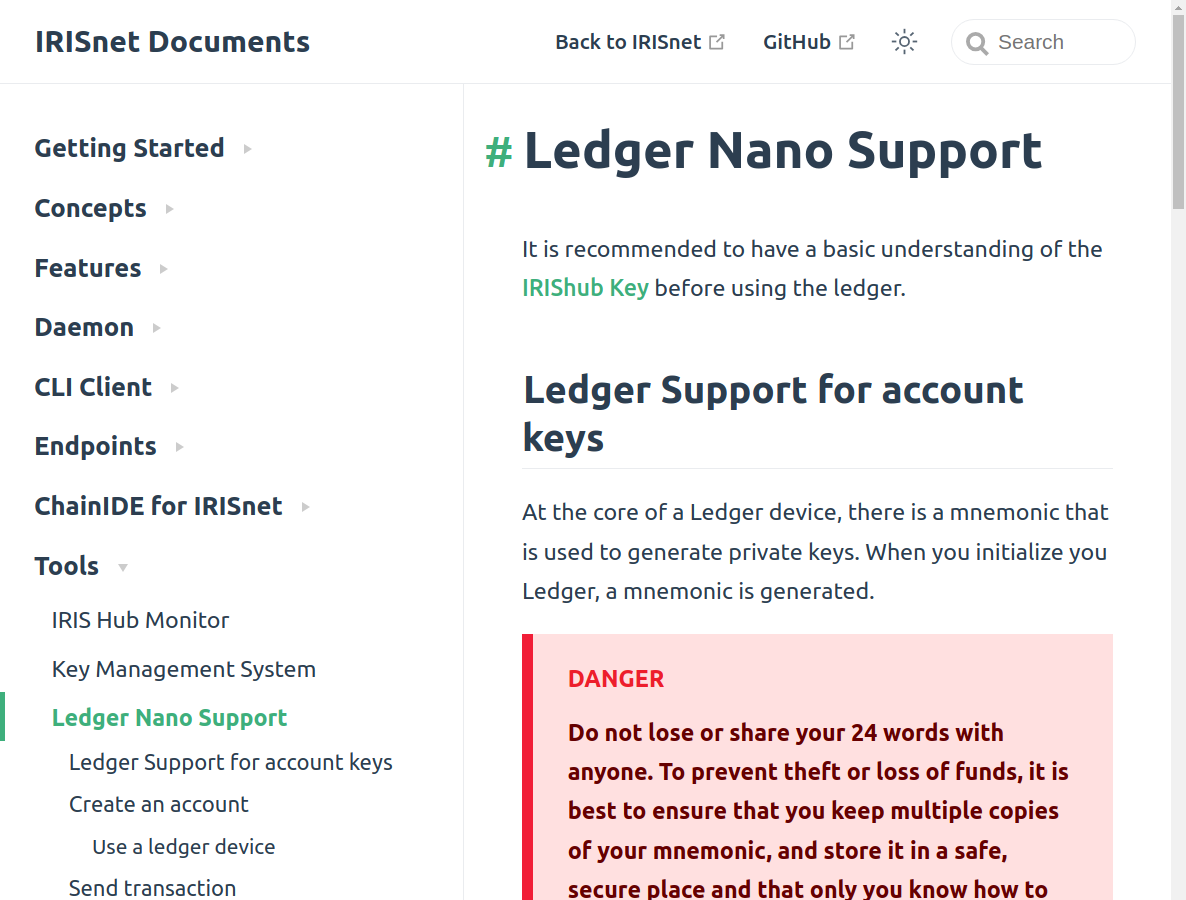 IRISnet Documents
Back to IRISnet
GitHub
Search
Getting Started
Concepts
Features
Daemon
CLI Client
Endpoints
ChainIDE for IRISnet
Tools
IRIS Hub Monitor
Key Management System
Ledger Nano Support
Ledger Support for account keys
Create an account
Use a ledger device
Send transaction
# Ledger Nano Support
It is recommended to have a basic understanding of the
IRIShub Key before using the ledger.
Ledger Support for account
keys
At the core of a Ledger device, there is a mnemonic that
is used to generate private keys. When you initialize you
Ledger, a mnemonic is generated.
DANGER
Do not lose or share your 24 words with
anyone. To prevent theft or loss of funds, it is
best to ensure that you keep multiple copies
of your mnemonic, and store it in a safe,
secure place and that only you know how to